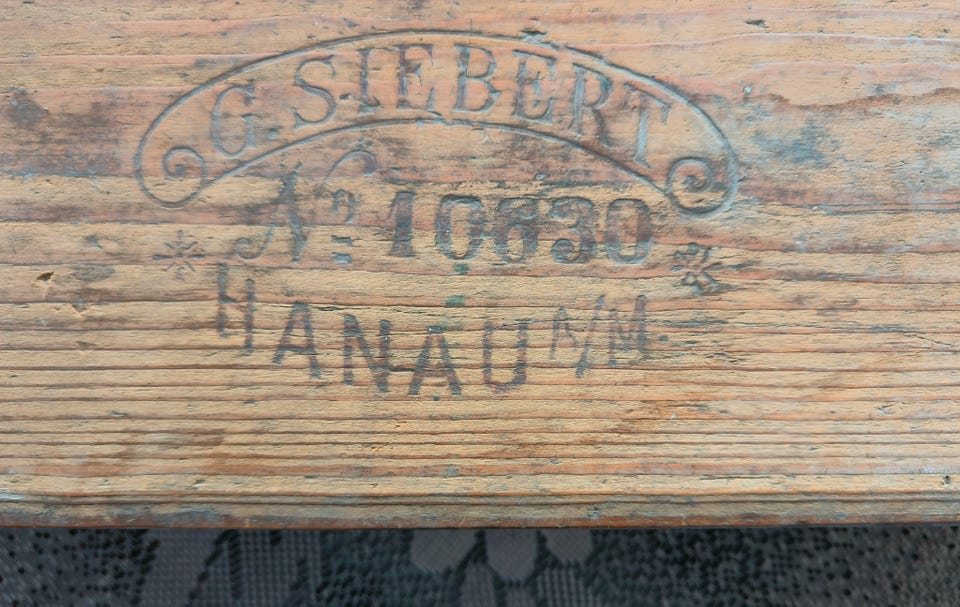 G. SIEBERT
No 10630
HANAU A/M.